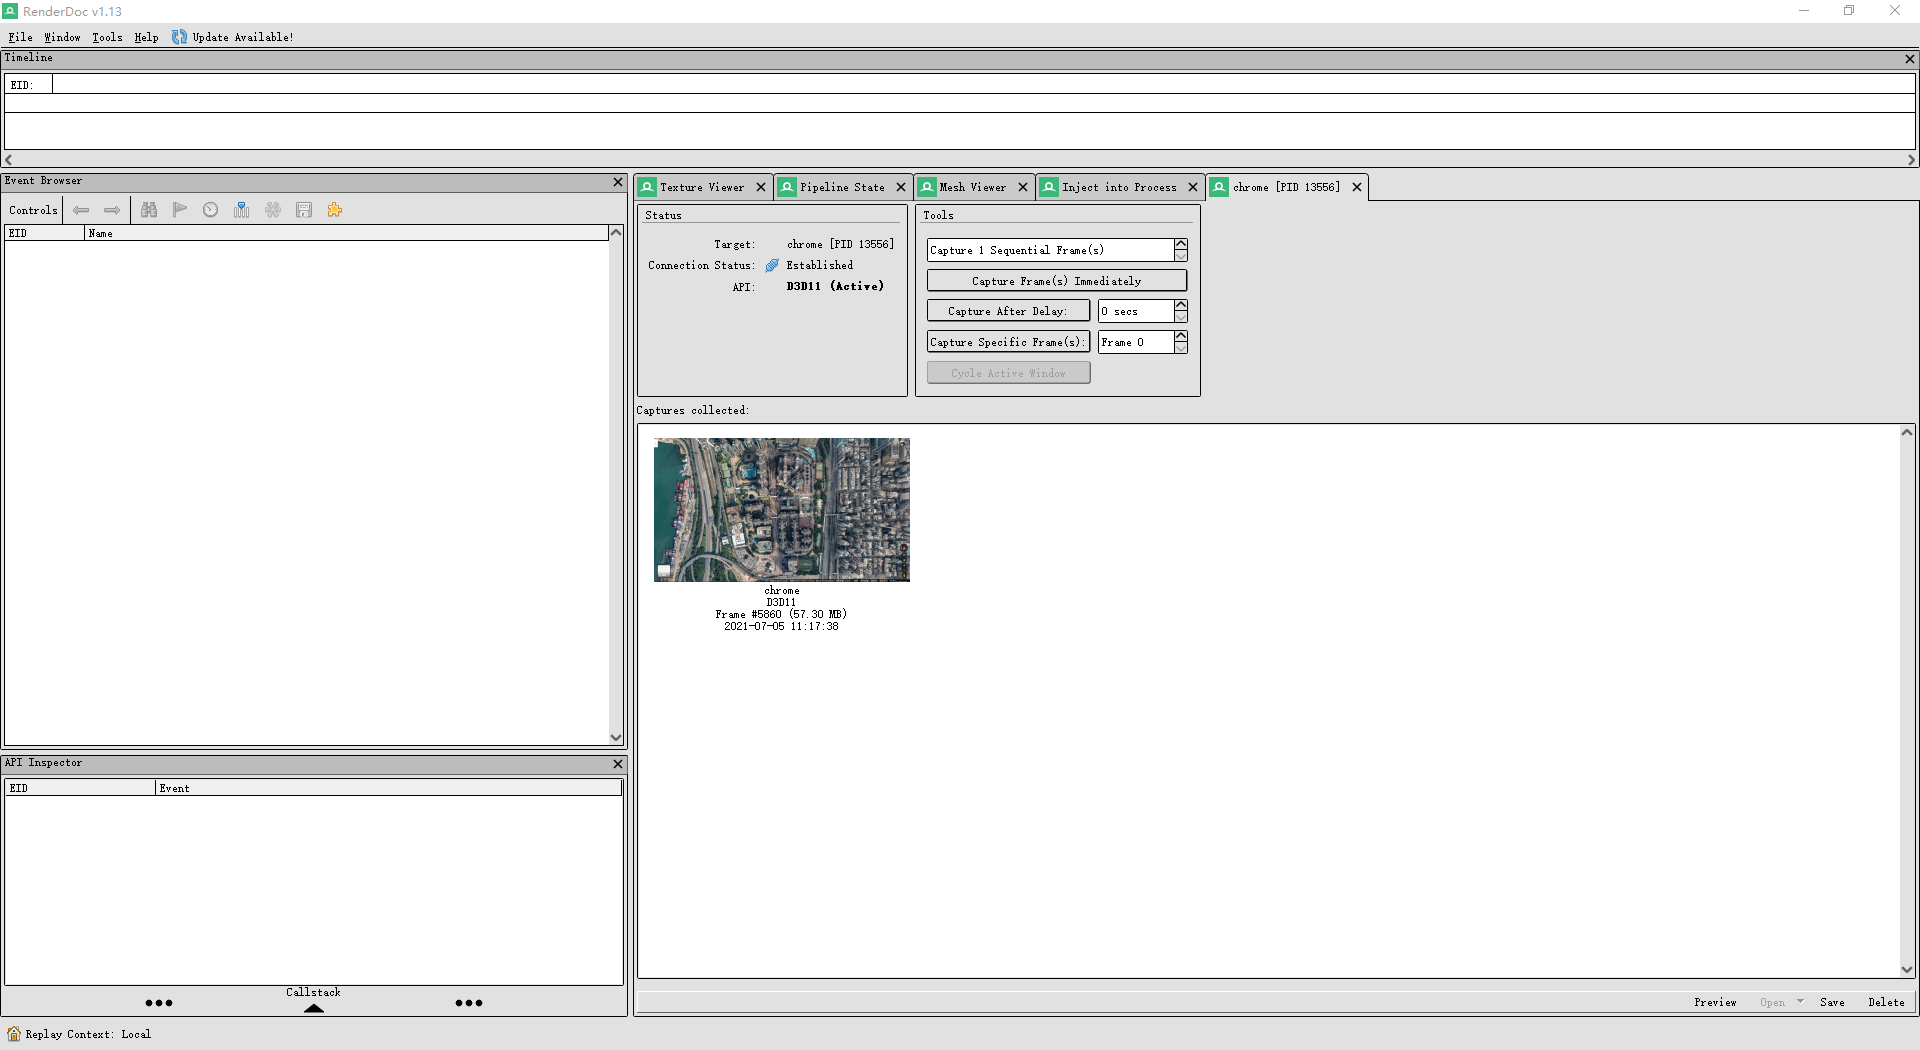 RenderDoc v1.13
File Window Tools Help Update Available!
Timeline
EID:
Event Browser
Controls
EID Name
API Inspector
EID Event
Callstack
Texture Viewer Pipeline State Mesh Viewer Inject into Process chrome [PID 13556]
Status
Target: chrome [PID 13556]
Connection Status: Established
API: D3D11 (Active)
Tools
Capture 1 Sequential Frame(s)
Capture Frame(s) Immediately
Capture After Delay: 0 secs
Capture Specific Frame(s): Frame 0
Cycle Active Window
Captures collected:
chrome
D3D11
Frame #5860 (57.30 MB)
2021-07-05 11:17:38
Preview Open Save Delete
Replay Context: Local